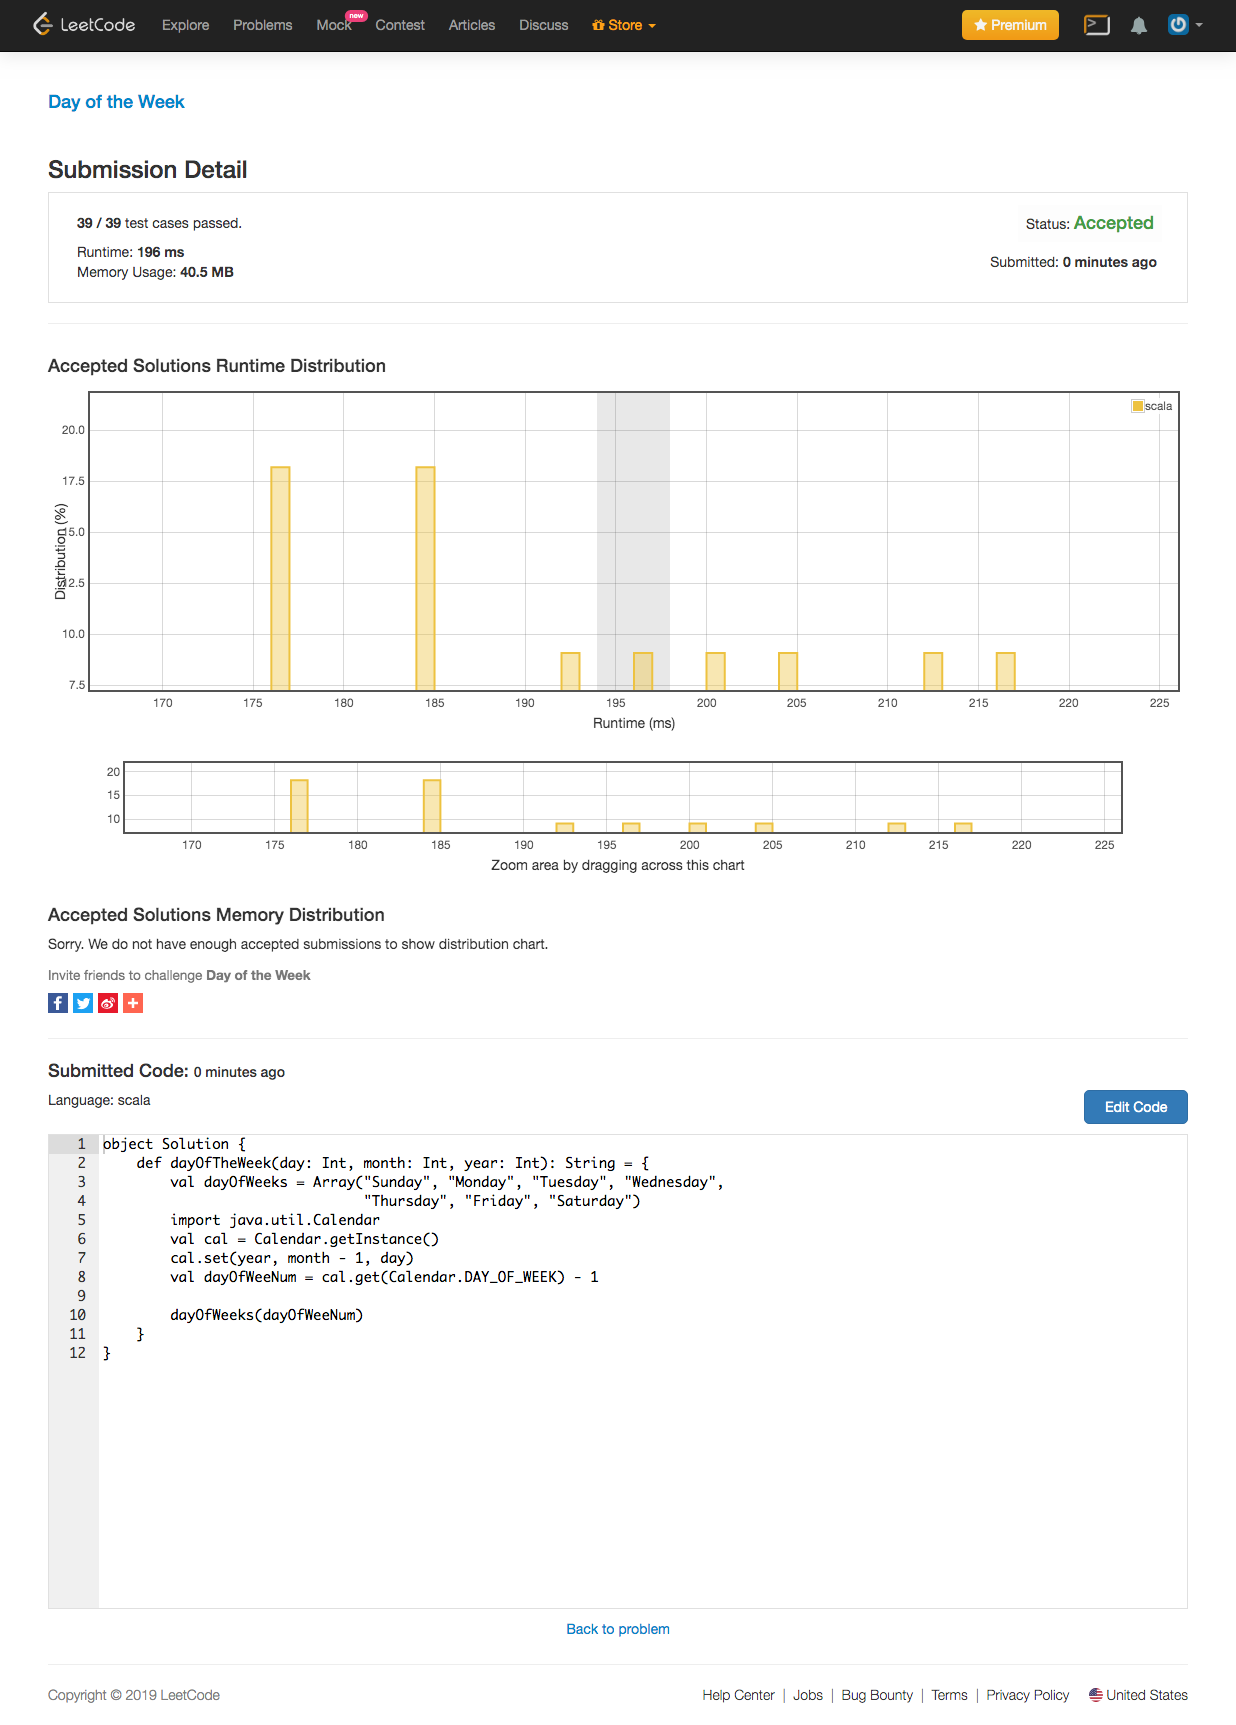 LeetCode Explore Problems Mock new Contest Articles Discuss Store Premium
Day of the Week
Submission Detail
39 / 39 test cases passed.
Status: Accepted
Runtime: 196 ms
Submitted: 0 minutes ago
Memory Usage: 40.5 MB
Accepted Solutions Runtime Distribution
scala
20.0
17.5
15.0
12.5
10.0
7.5
Distribution (%)
170 175 180 185 190 195 200 205 210 215 220 225
Runtime (ms)
20
15
10
170 175 180 185 190 195 200 205 210 215 220 225
Zoom area by dragging across this chart
Accepted Solutions Memory Distribution
Sorry. We do not have enough accepted submissions to show distribution chart.
Invite friends to challenge Day of the Week
Submitted Code: 0 minutes ago
Language: scala
Edit Code
1 object Solution {
2     def dayOfTheWeek(day: Int, month: Int, year: Int): String = {
3         val dayOfWeeks = Array("Sunday", "Monday", "Tuesday", "Wednesday",
4                                "Thursday", "Friday", "Saturday")
5         import java.util.Calendar
6         val cal = Calendar.getInstance()
7         cal.set(year, month - 1, day)
8         val dayOfWeeNum = cal.get(Calendar.DAY_OF_WEEK) - 1
9
10         dayOfWeeks(dayOfWeeNum)
11     }
12 }
Back to problem
Copyright © 2019 LeetCode
Help Center | Jobs | Bug Bounty | Terms | Privacy Policy United States